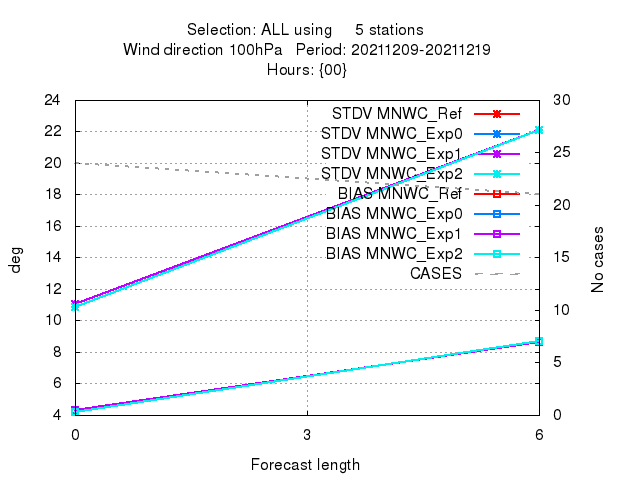 Selection: ALL using 5 stations
Wind direction 100hPa Period: 20211209-20211219
Hours: {00}
24 30
STDV MNWC_Ref
22
STDV MNWC_Exp0
25
STDV MNWC_Exp1
20
STDV MNWC_Exp2
18
BIAS MNWC_Ref
20
BIAS MNWC_Exp0
16
BIAS MNWC_Exp1
14 15
BIAS MNWC_Exp2
CASES
12
10
10
8
6
5
4 0
0 3 6
deg
No cases
Forecast length